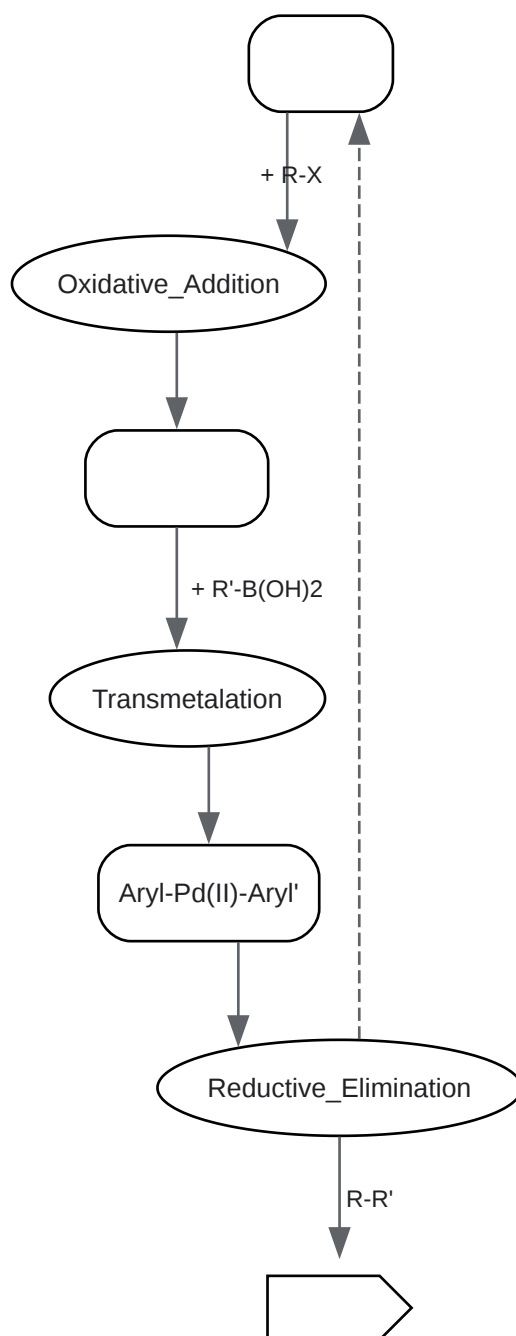 + R-X
Oxidative_Addition
+ R'-B(OH)2
Transmetalation
Aryl-Pd(II)-Aryl'
Reductive_Elimination
R-R'